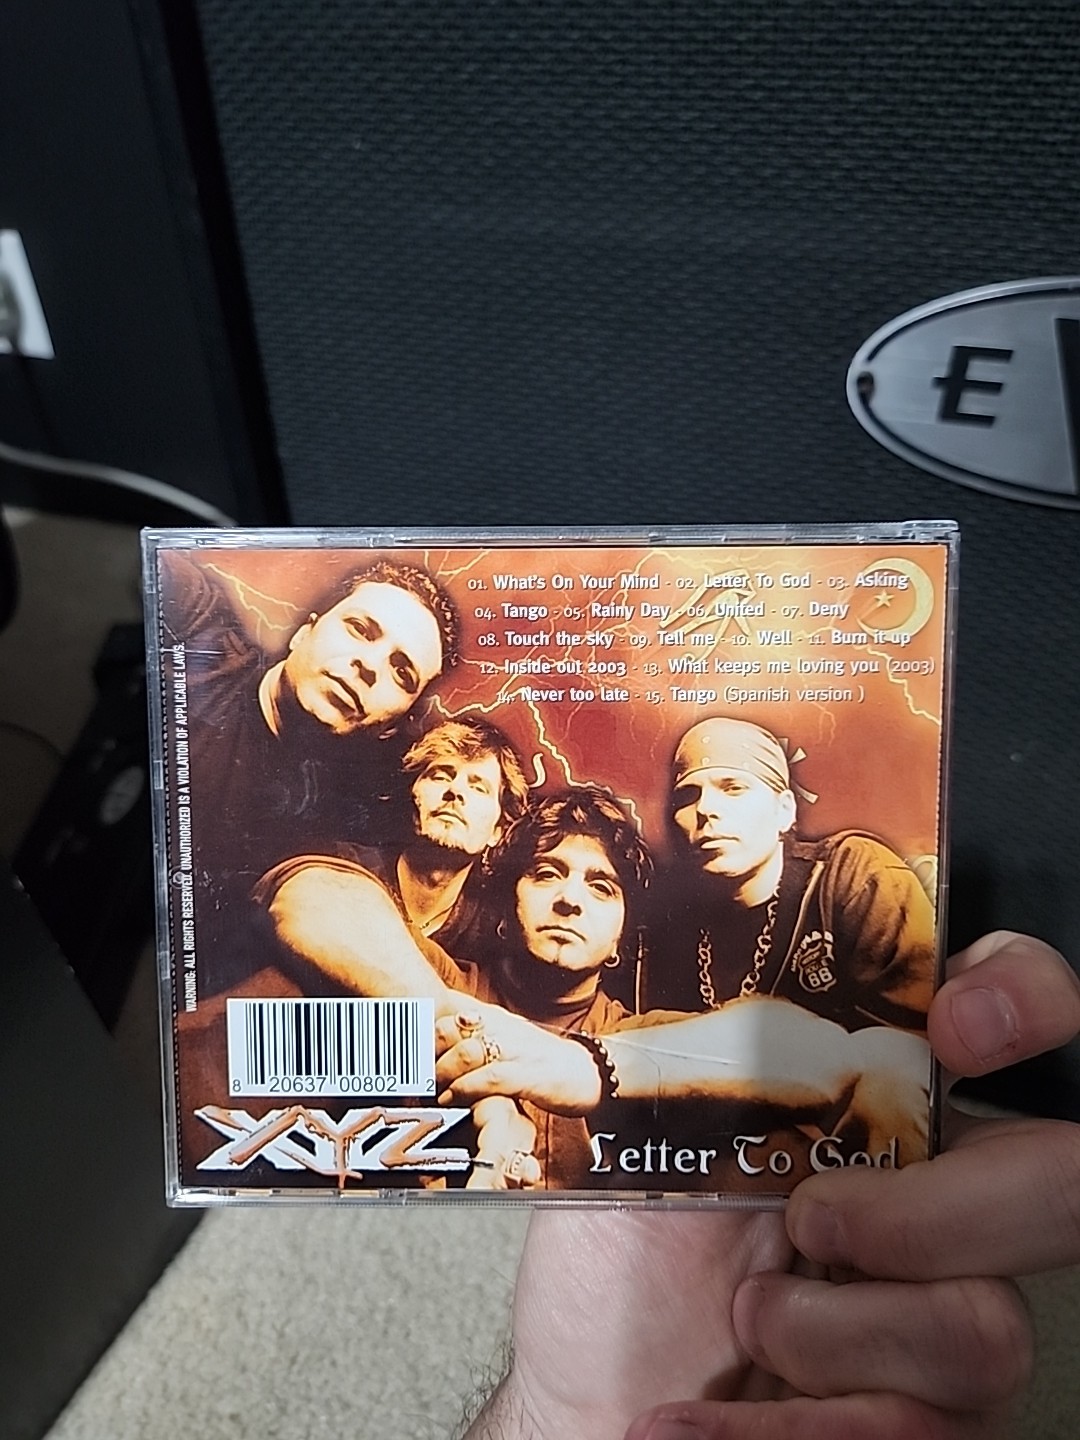 E
01. What's On Your Mind - 02. Letter To God - 03. Asking
04. Tango - 05. Rainy Day - 06. United - 07. Deny
08. Touch the sky - 09. Tell me - 10. Well - 11. Burn it up
12. Inside out 2003 - 13. What keeps me loving you (2003)
14. Never too late - 15. Tango (Spanish version )
WARNING: ALL RIGHTS RESERVED. UNAUTHORIZED IS A VIOLATION OF APPLICABLE LAWS.
66
8 20637 00802 2
XYZ
Letter To God